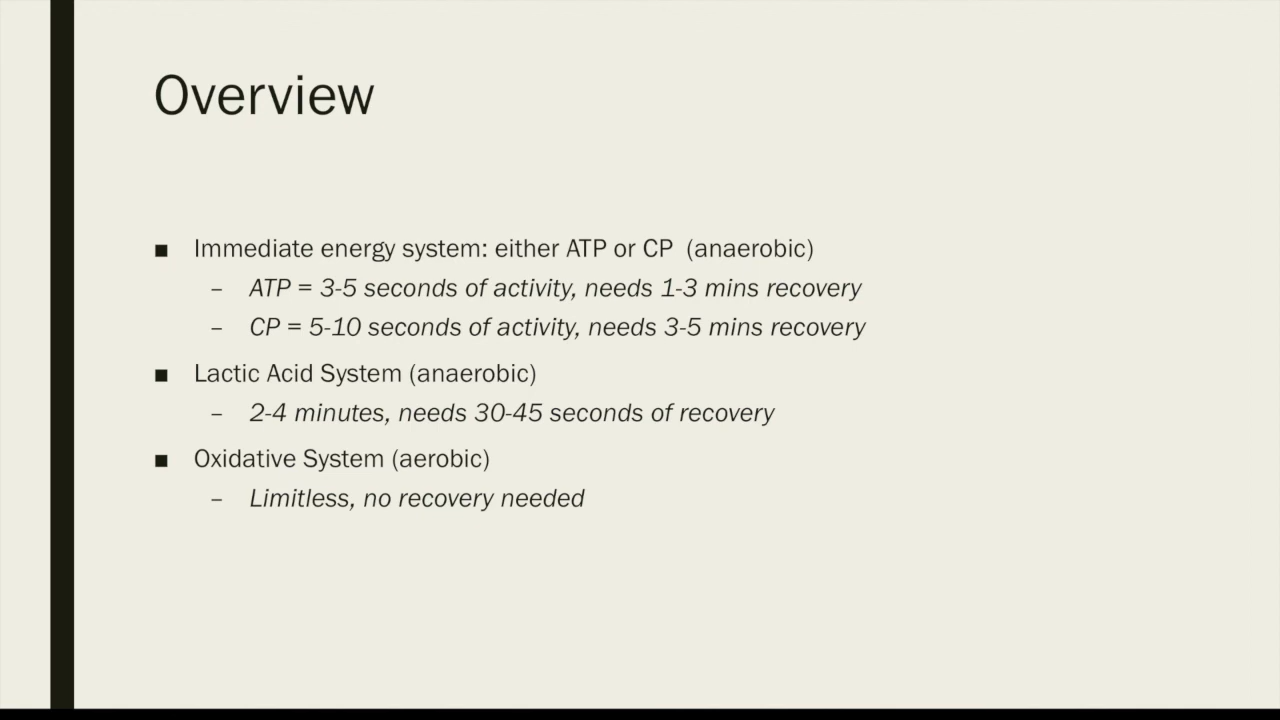 Overview
■ Immediate energy system: either ATP or CP  (anaerobic)
– ATP = 3-5 seconds of activity, needs 1-3 mins recovery
– CP = 5-10 seconds of activity, needs 3-5 mins recovery
■ Lactic Acid System (anaerobic)
– 2-4 minutes, needs 30-45 seconds of recovery
■ Oxidative System (aerobic)
– Limitless, no recovery needed